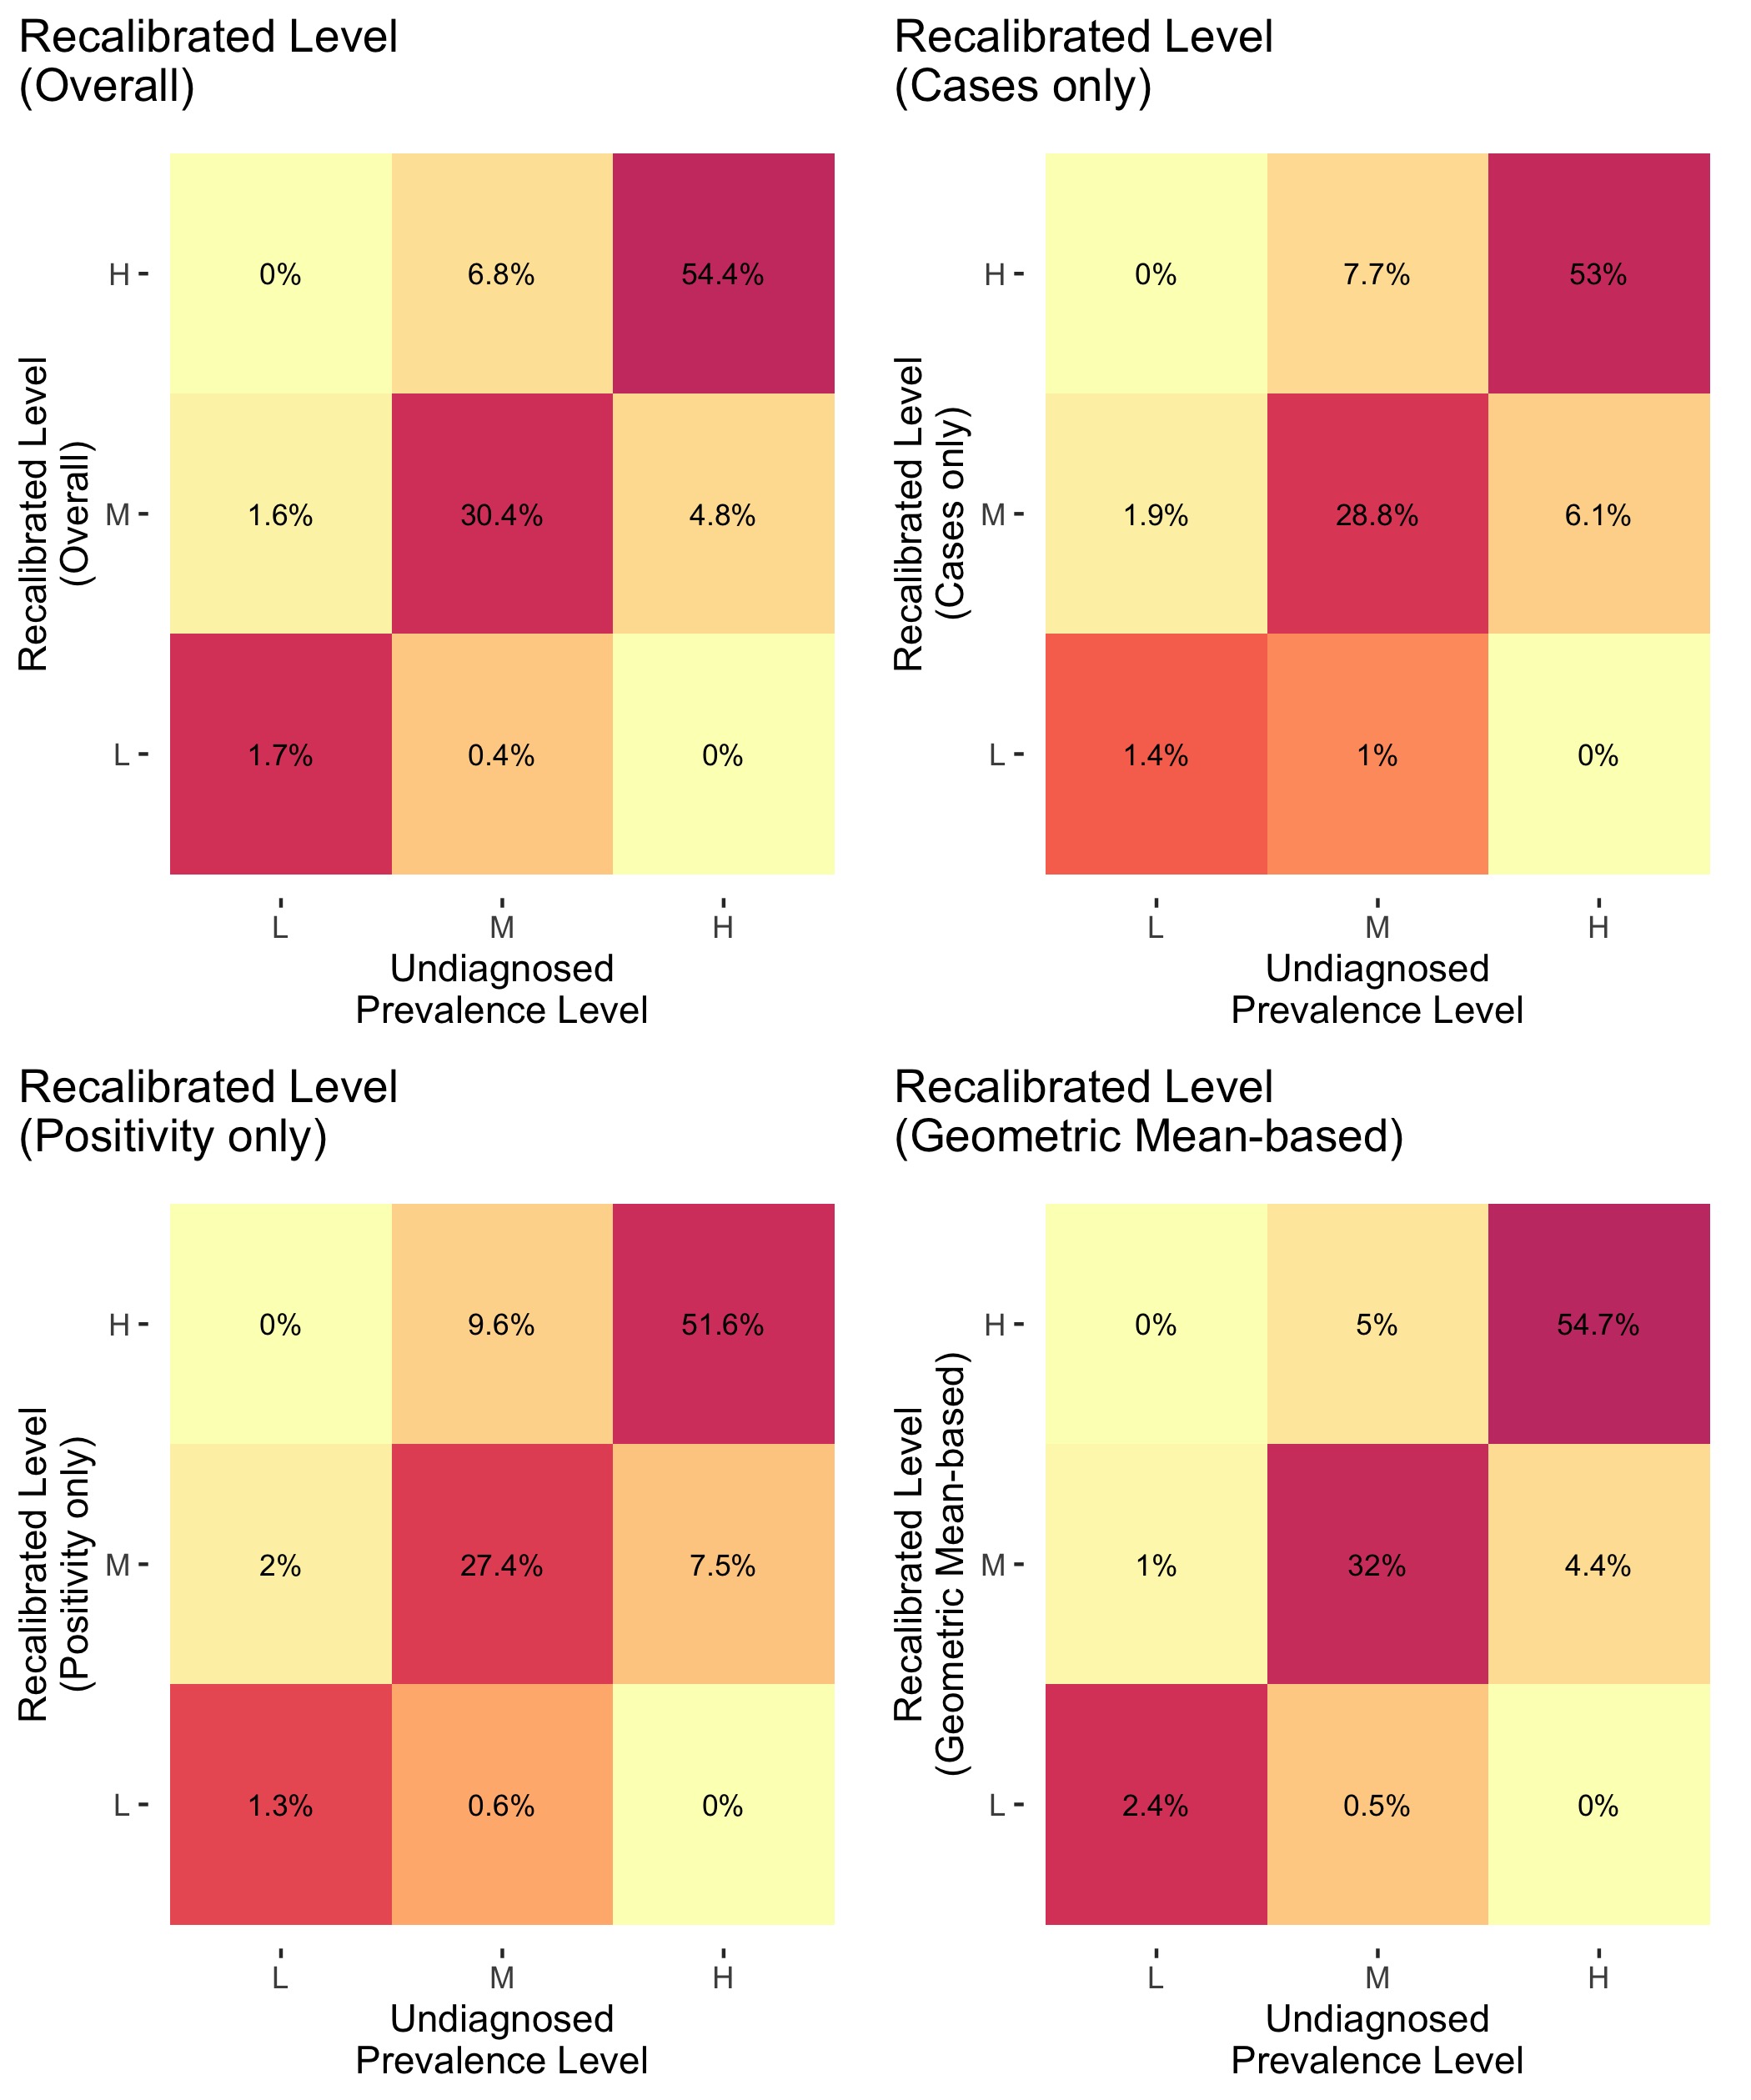 Recalibrated Level
(Overall)
Recalibrated Level
(Overall)
H
0%
6.8%
54.4%
M
1.6%
30.4%
4.8%
L
1.7%
0.4%
0%
L
M
H
Undiagnosed
Prevalence Level
Recalibrated Level
(Cases only)
Recalibrated Level
(Cases only)
H
0%
7.7%
53%
M
1.9%
28.8%
6.1%
L
1.4%
1%
0%
L
M
H
Undiagnosed
Prevalence Level
Recalibrated Level
(Positivity only)
Recalibrated Level
(Positivity only)
H
0%
9.6%
51.6%
M
2%
27.4%
7.5%
L
1.3%
0.6%
0%
L
M
H
Undiagnosed
Prevalence Level
Recalibrated Level
(Geometric Mean-based)
Recalibrated Level
(Geometric Mean-based)
H
0%
5%
54.7%
M
1%
32%
4.4%
L
2.4%
0.5%
0%
L
M
H
Undiagnosed
Prevalence Level